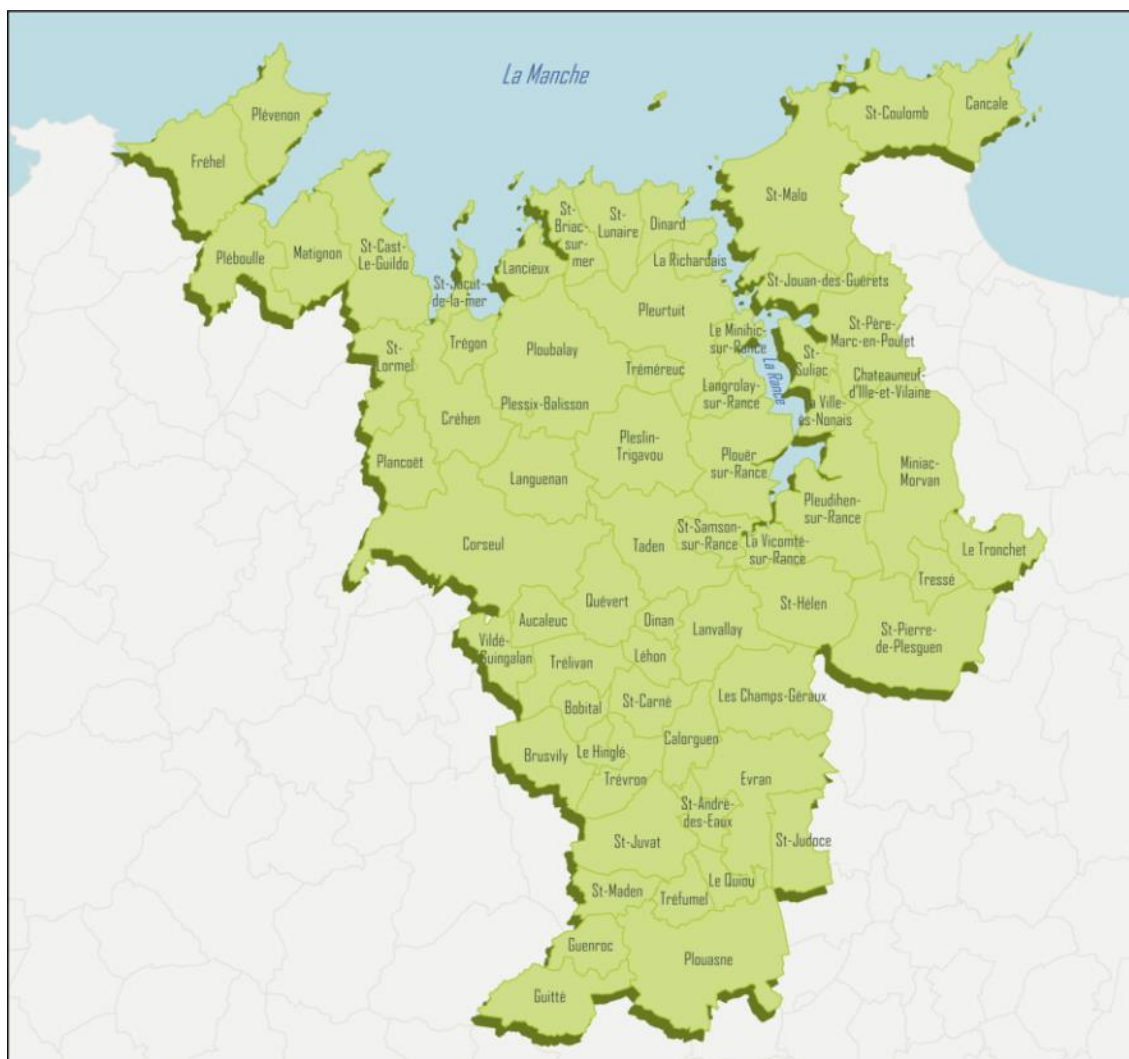 La Manche
Plévenon
Fréhel
St-Coulomb
Cancale
St-Malo
Pléboulle
Matignon
St-Cast-
Le-Guildo
St-Jacut-
de-la-mer
Lancieux
St-
Briac-
sur-
mer
St-
Lunaire
Dinard
La Richardais
St-Jouan-des-Guérets
Pleurtuit
St-Père-
Marc-en-Poulet
Le Minihic-
sur-Rance
St-
Suliac
La Rance
St-
Lormel
Trégon
Ploubalay
Tréméreuc
Langrolay-
sur-Rance
Chateauneuf-
d'Ille-et-Vilaine
La Ville-
ès-Nonais
Créhen
Plessix-Balisson
Plancoët
Languenan
Pleslin-
Trigavou
Plouër
sur-Rance
Miniac-
Morvan
Pleudihen-
sur-Rance
Corseul
Taden
St-Samson-
sur-Rance
La Vicomté-
sur-Rance
Le Tronchet
Tressé
Quévert
St-Hélen
Aucaleuc
Dinan
Lanvallay
St-Pierre-
de-Plesguen
Vildé-
Guingalan
Trélivan
Léhon
Bobital
St-Carné
Les Champs-Géraux
Brusvily
Le Hinglé
Calorguen
Trévron
Evran
St-André-
des-Eaux
St-Juvat
St-Judoce
St-Maden
Tréfumel
Le Quiou
Guenroc
Plouasne
Guitté